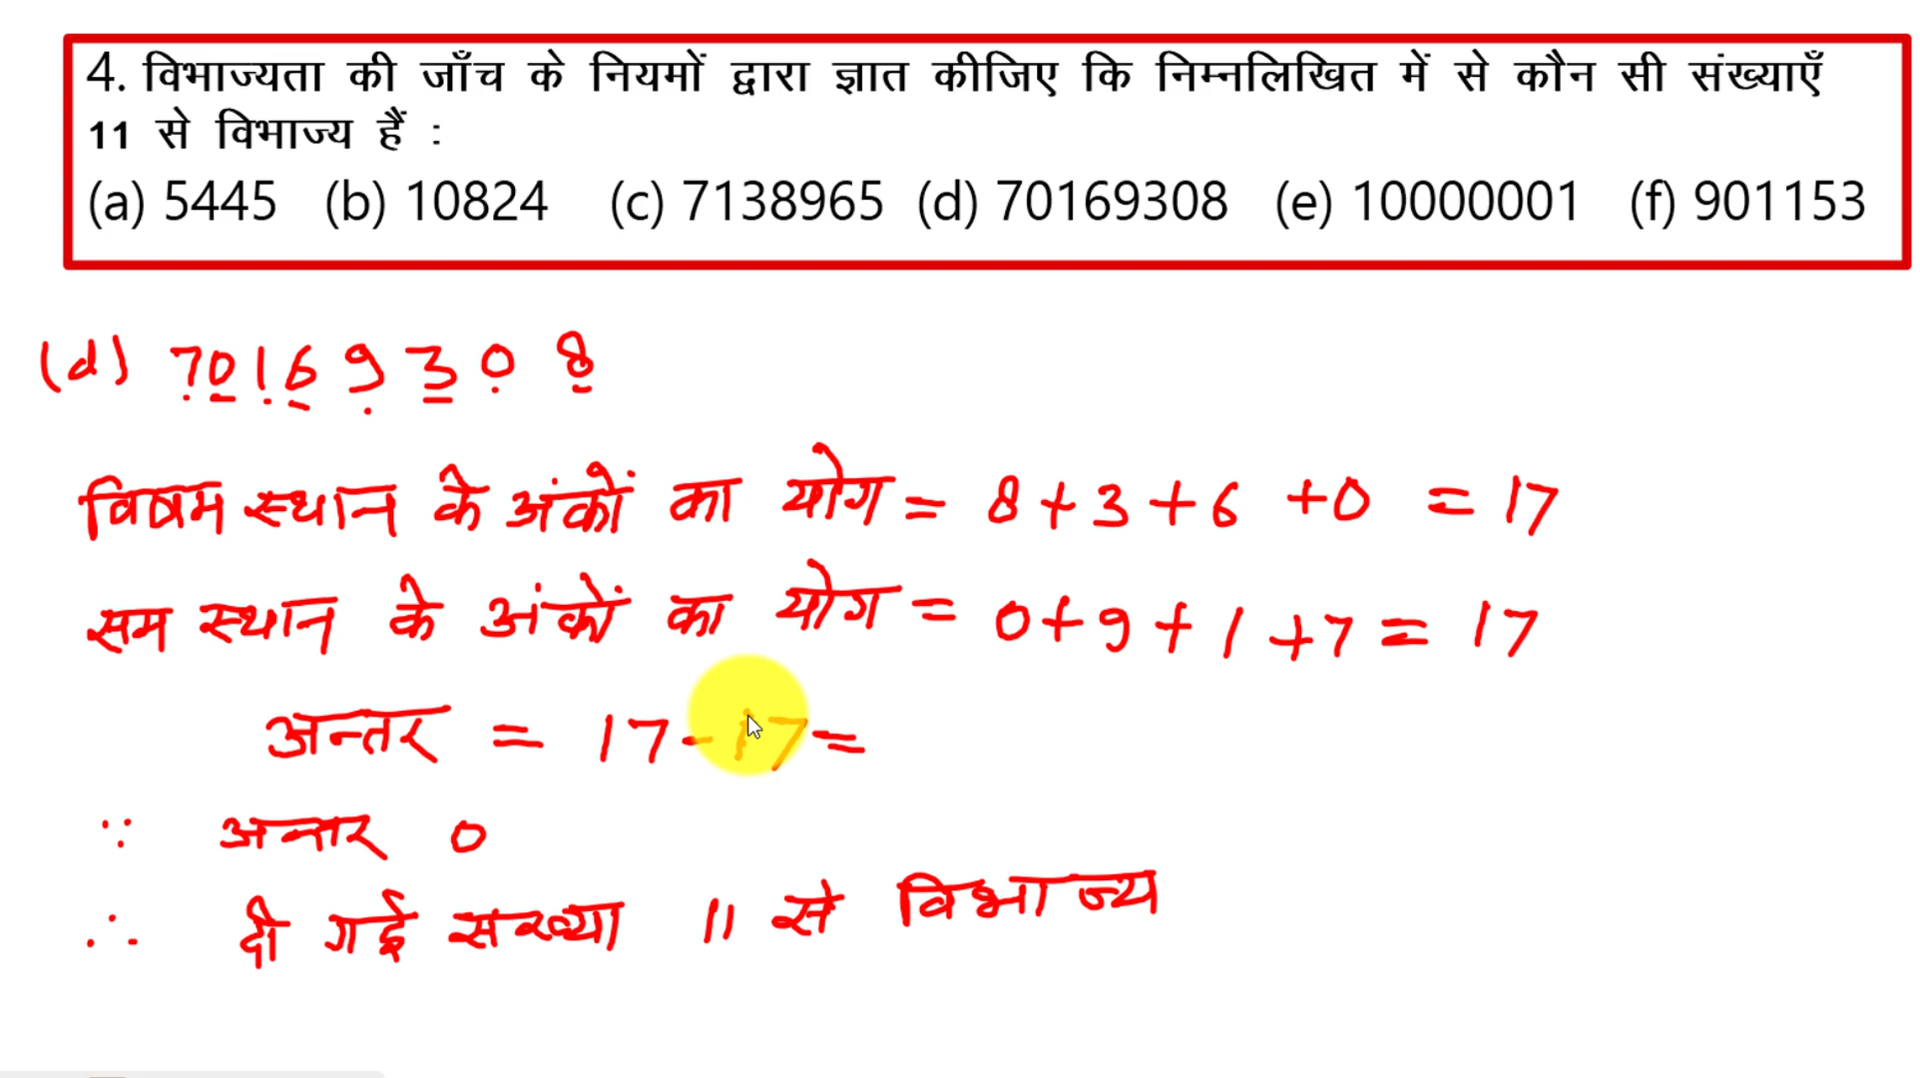 4. विभाज्यता की जाँच के नियमों द्वारा ज्ञात कीजिए कि निम्नलिखित में से कौन सी संख्याएँ
11 से विभाज्य हैं :
(a) 5445 (b) 10824 (c) 7138965 (d) 70169308 (e) 10000001 (f) 901153
(d) 70169308
विषम स्थान के अंकों का योग = 8+3+6+0 = 17
सम स्थान के अंकों का योग = 0+9+1+7 = 17
अन्तर = 17-17=
∵ अन्तर 0
∴ दी गई संख्या 11 से विभाज्य